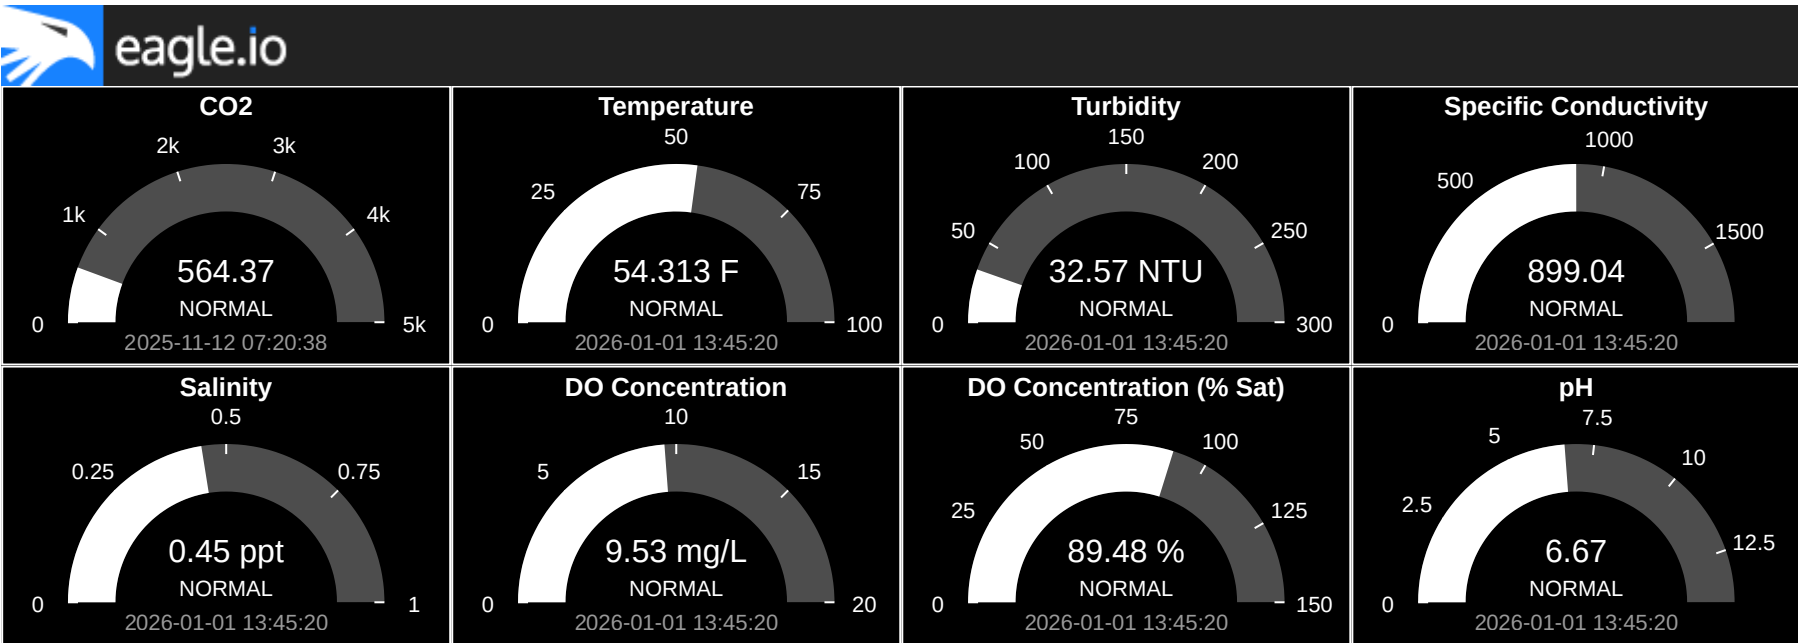 eagle.io
CO2
0
1k
2k
3k
4k
5k
564.37
NORMAL
2025-11-12 07:20:38
Temperature
0
25
50
75
100
54.313 F
NORMAL
2026-01-01 13:45:20
Turbidity
0
50
100
150
200
250
300
32.57 NTU
NORMAL
2026-01-01 13:45:20
Specific Conductivity
0
500
1000
1500
899.04
NORMAL
2026-01-01 13:45:20
Salinity
0
0.25
0.5
0.75
1
0.45 ppt
NORMAL
2026-01-01 13:45:20
DO Concentration
0
5
10
15
20
9.53 mg/L
NORMAL
2026-01-01 13:45:20
DO Concentration (% Sat)
0
25
50
75
100
125
150
89.48 %
NORMAL
2026-01-01 13:45:20
pH
0
2.5
5
7.5
10
12.5
6.67
NORMAL
2026-01-01 13:45:20